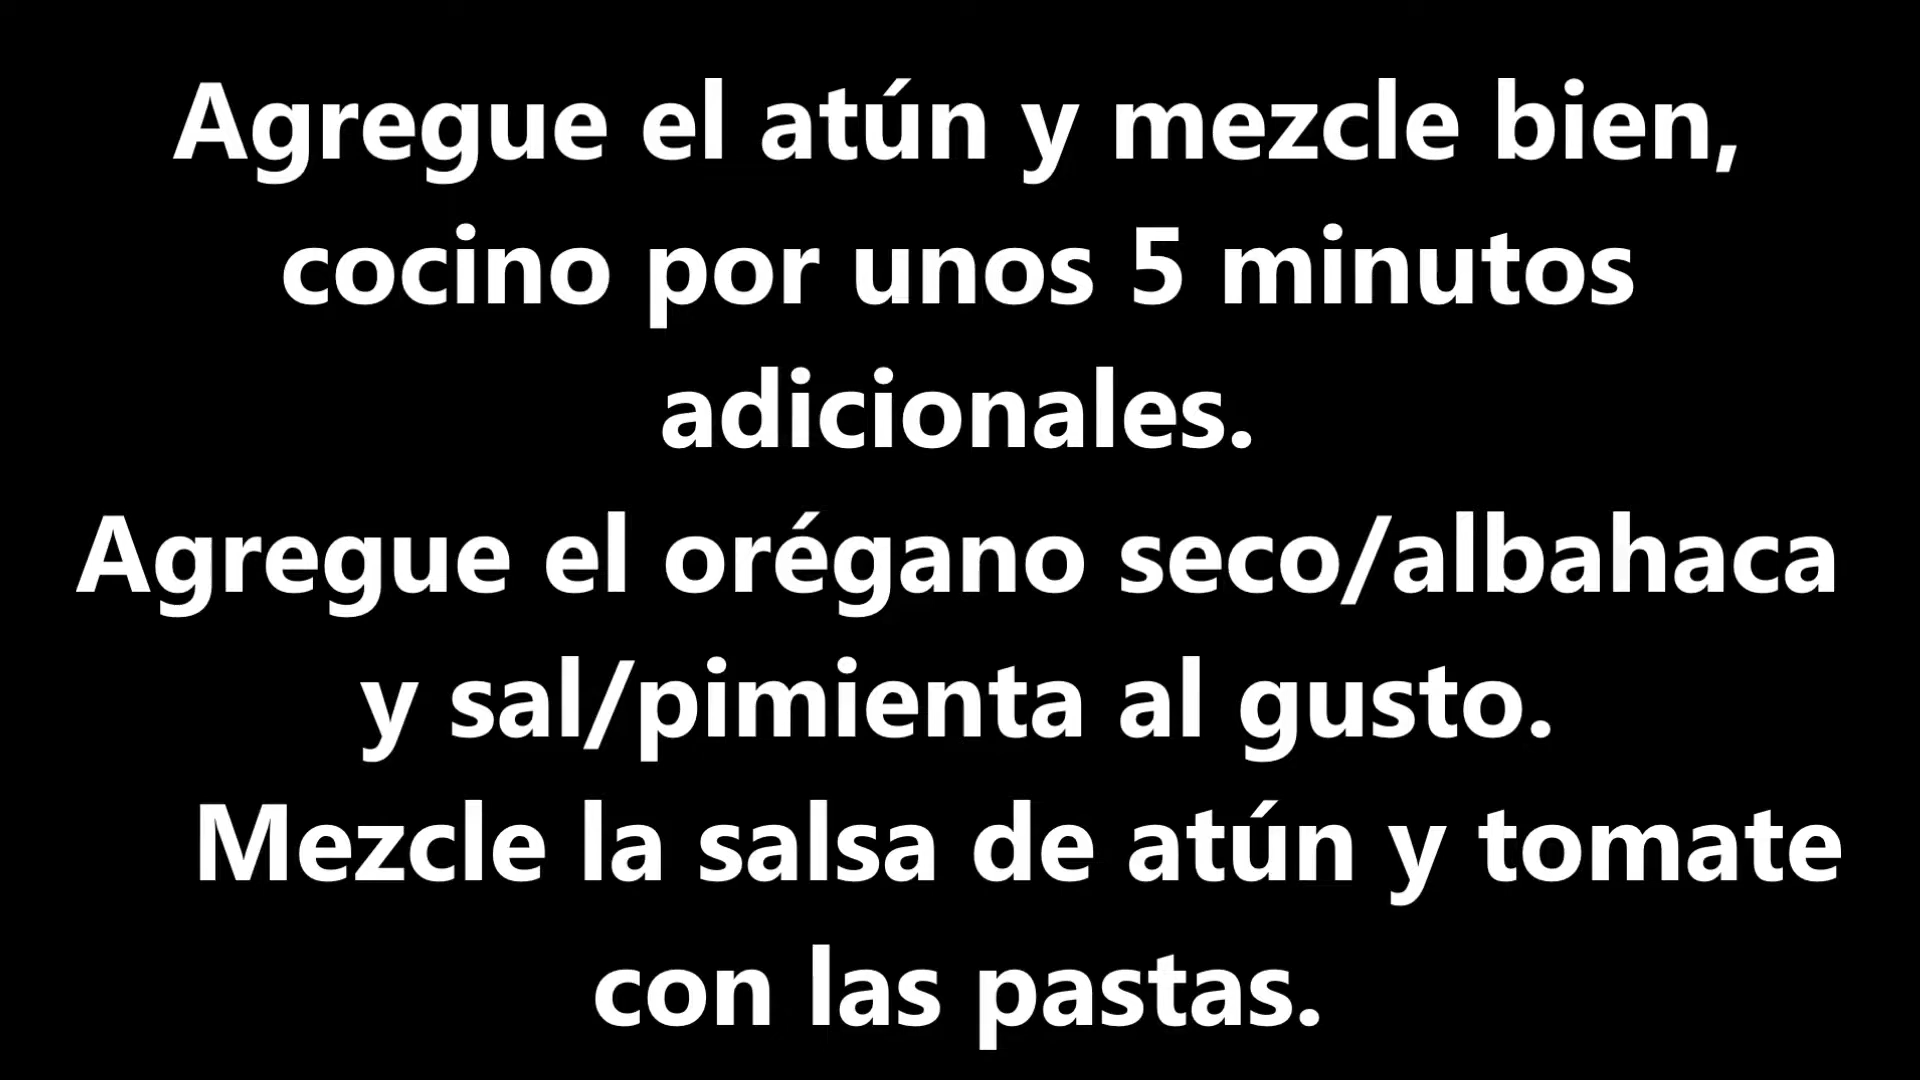 Agregue el atún y mezcle bien,
cocino por unos 5 minutos
adicionales.
Agregue el orégano seco/albahaca
y sal/pimienta al gusto.
Mezcle la salsa de atún y tomate
con las pastas.